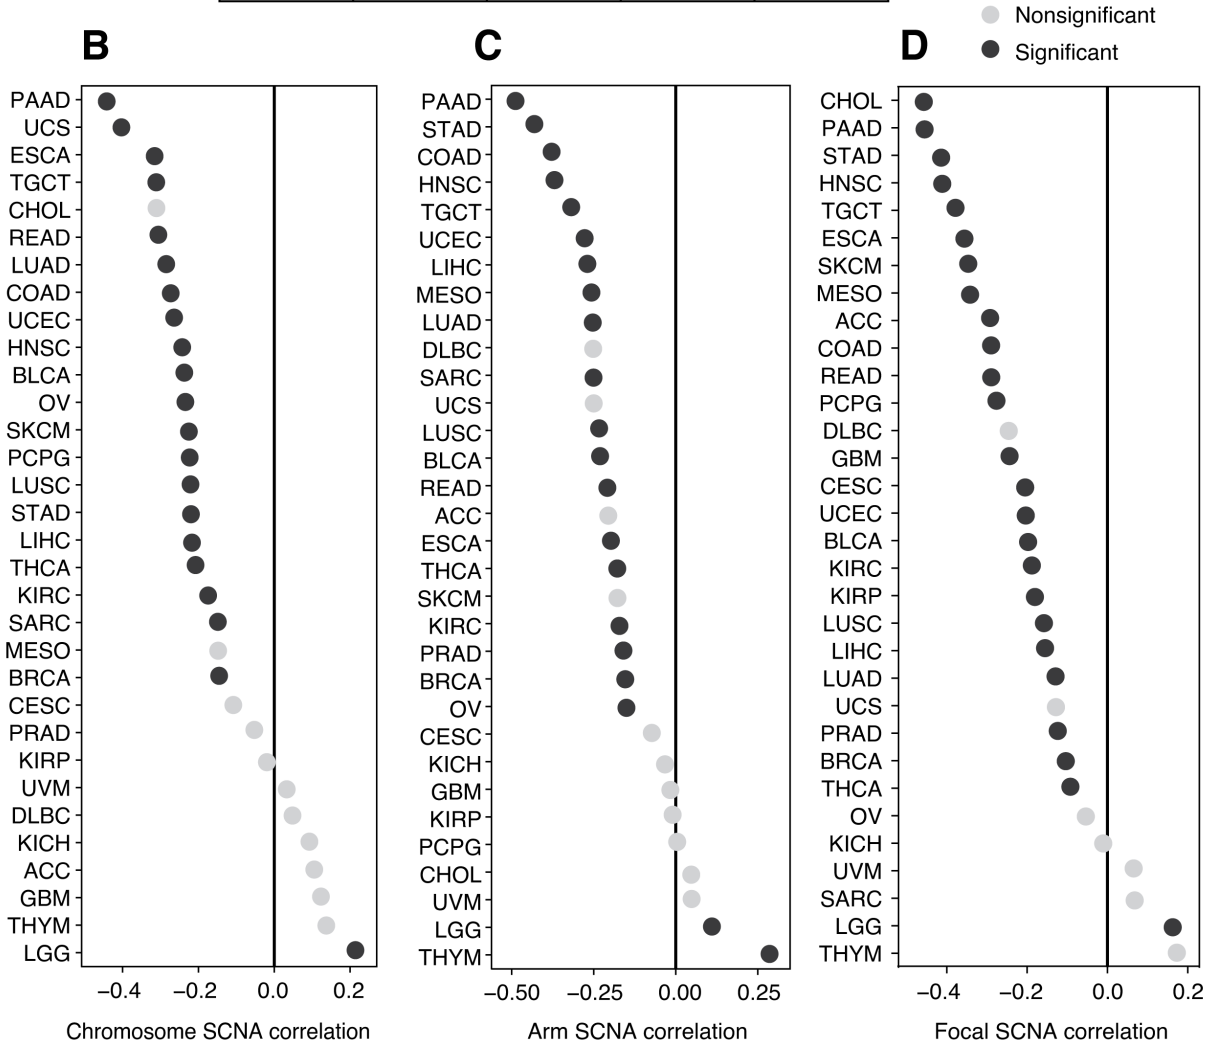 Nonsignificant
Significant
B
PAAD
UCS
ESCA
TGCT
CHOL
READ
LUAD
COAD
UCEC
HNSC
BLCA
OV
SKCM
PCPG
LUSC
STAD
LIHC
THCA
KIRC
SARC
MESO
BRCA
CESC
PRAD
KIRP
UVM
DLBC
KICH
ACC
GBM
THYM
LGG
−0.4 −0.2 0.0 0.2
Chromosome SCNA correlation
C
PAAD
STAD
COAD
HNSC
TGCT
UCEC
LIHC
MESO
LUAD
DLBC
SARC
UCS
LUSC
BLCA
READ
ACC
ESCA
THCA
SKCM
KIRC
PRAD
BRCA
OV
CESC
KICH
GBM
KIRP
PCPG
CHOL
UVM
LGG
THYM
−0.50 −0.25 0.00 0.25
Arm SCNA correlation
D
CHOL
PAAD
STAD
HNSC
TGCT
ESCA
SKCM
MESO
ACC
COAD
READ
PCPG
DLBC
GBM
CESC
UCEC
BLCA
KIRC
KIRP
LUSC
LIHC
LUAD
UCS
PRAD
BRCA
THCA
OV
KICH
UVM
SARC
LGG
THYM
−0.4 −0.2 0.0 0.2
Focal SCNA correlation